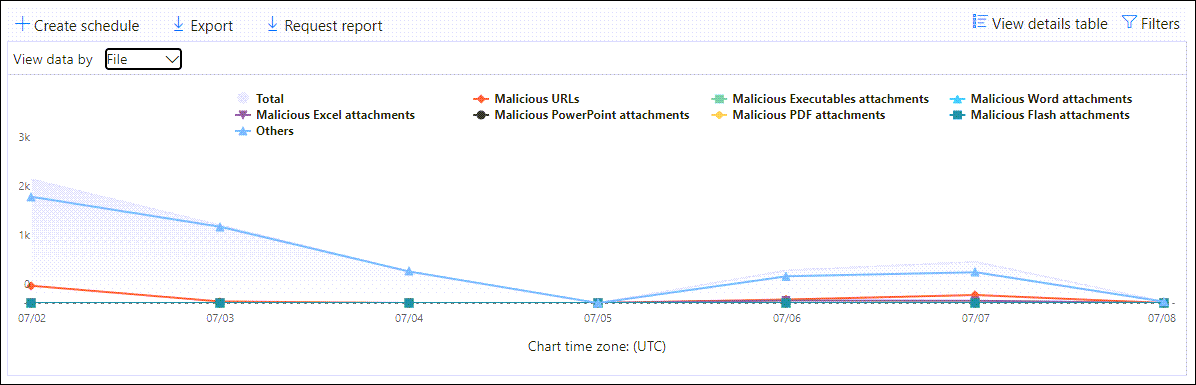 Create schedule Export Request report View details table Filters
View data by File
Total Malicious URLs Malicious Executables attachments Malicious Word attachments
Malicious Excel attachments Malicious PowerPoint attachments Malicious PDF attachments Malicious Flash attachments
Others
3k
2k
1k
0
07/02 07/03 07/04 07/05 07/06 07/07 07/08
Chart time zone: (UTC)